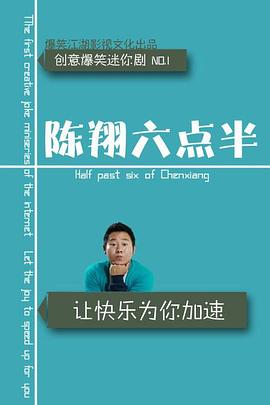 爆笑江湖影视文化出品
创意爆笑迷你剧 NO.1
陈翔六点半
Half past six of Chenxiang
让快乐为你加速
The first creative joke miniseries of the internet Let the joy to speed up for you